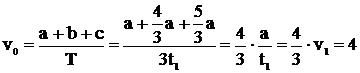 v₀ = (a + b + c)/T = (a + 4/3 a + 5/3 a)/(3t₁) = 4/3 · a/t₁ = 4/3 · v₁ = 4